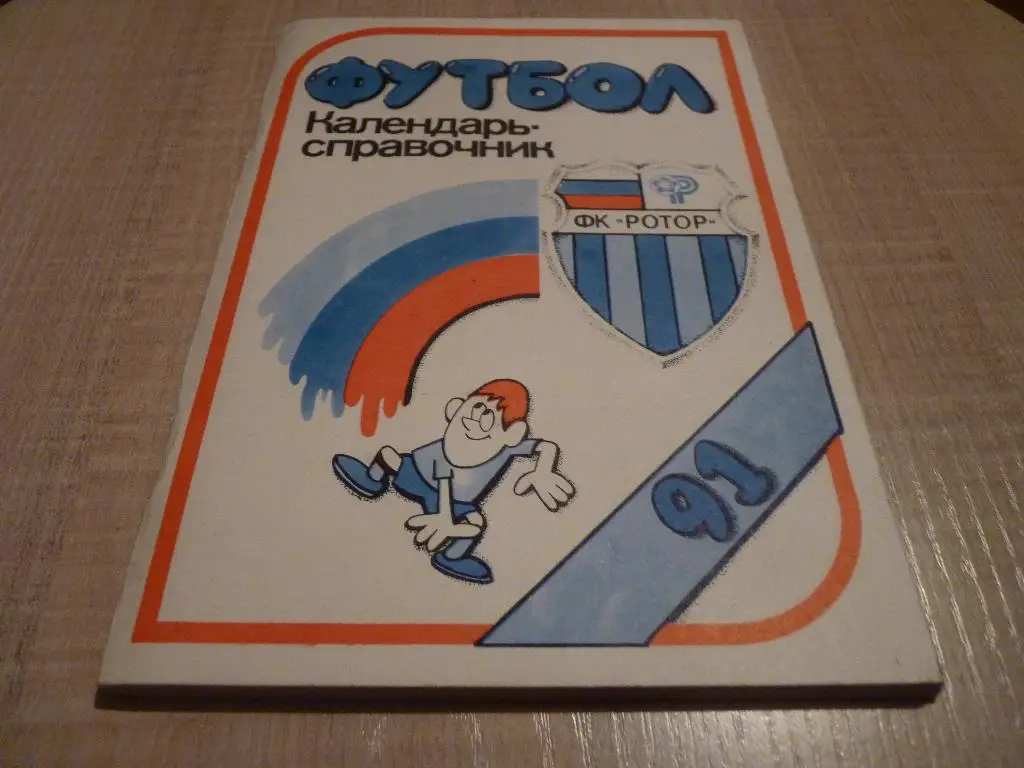 ФУТБОЛ
Календарь-
справочник
ФК "РОТОР"
91